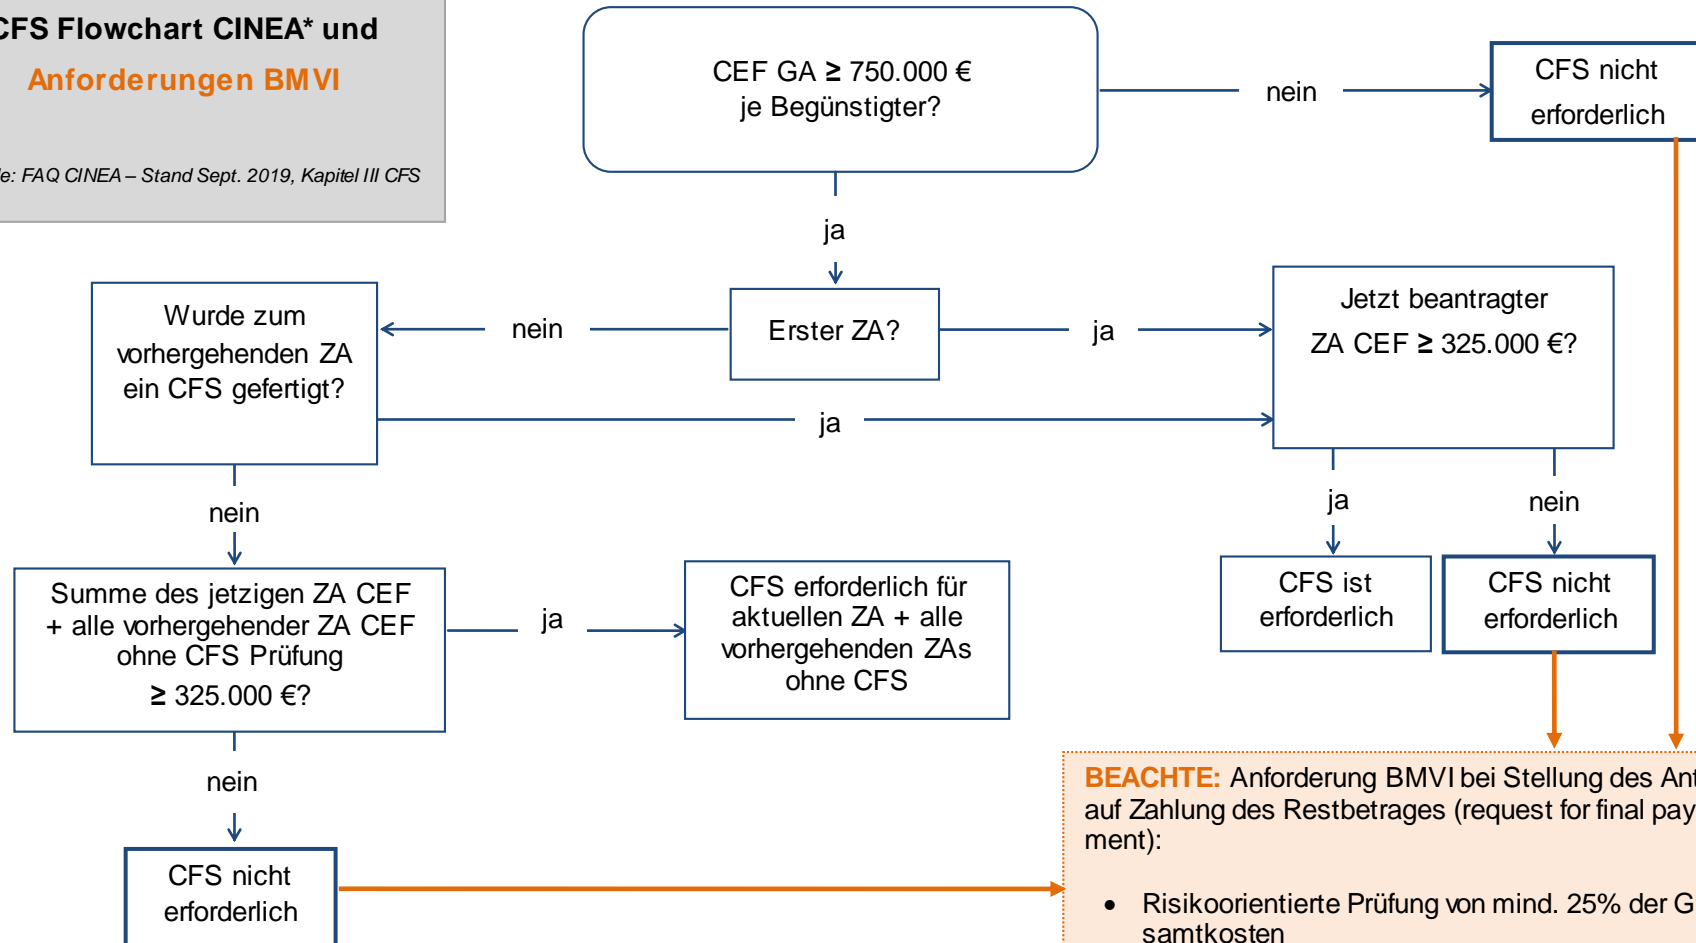 CFS Flowchart CINEA* und
Anforderungen BMVI
FAQ CINEA – Stand Sept. 2019, Kapitel III CFS
CEF GA ≥ 750.000 €
je Begünstigter?
nein
CFS nicht
erforderlich
ja
Wurde zum
vorhergehenden ZA
ein CFS gefertigt?
nein
Erster ZA?
ja
Jetzt beantragter
ZA CEF ≥ 325.000 €?
ja
nein
ja
nein
Summe des jetzigen ZA CEF
+ alle vorhergehender ZA CEF
ohne CFS Prüfung
≥ 325.000 €?
ja
CFS erforderlich für
aktuellen ZA + alle
vorhergehenden ZAs
ohne CFS
CFS ist
erforderlich
CFS nicht
erforderlich
nein
CFS nicht
erforderlich
BEACHTE: Anforderung BMVI bei Stellung des
auf Zahlung des Restbetrages (request for final pay
ment):
• Risikoorientierte Prüfung von mind. 25% der G
samtkosten